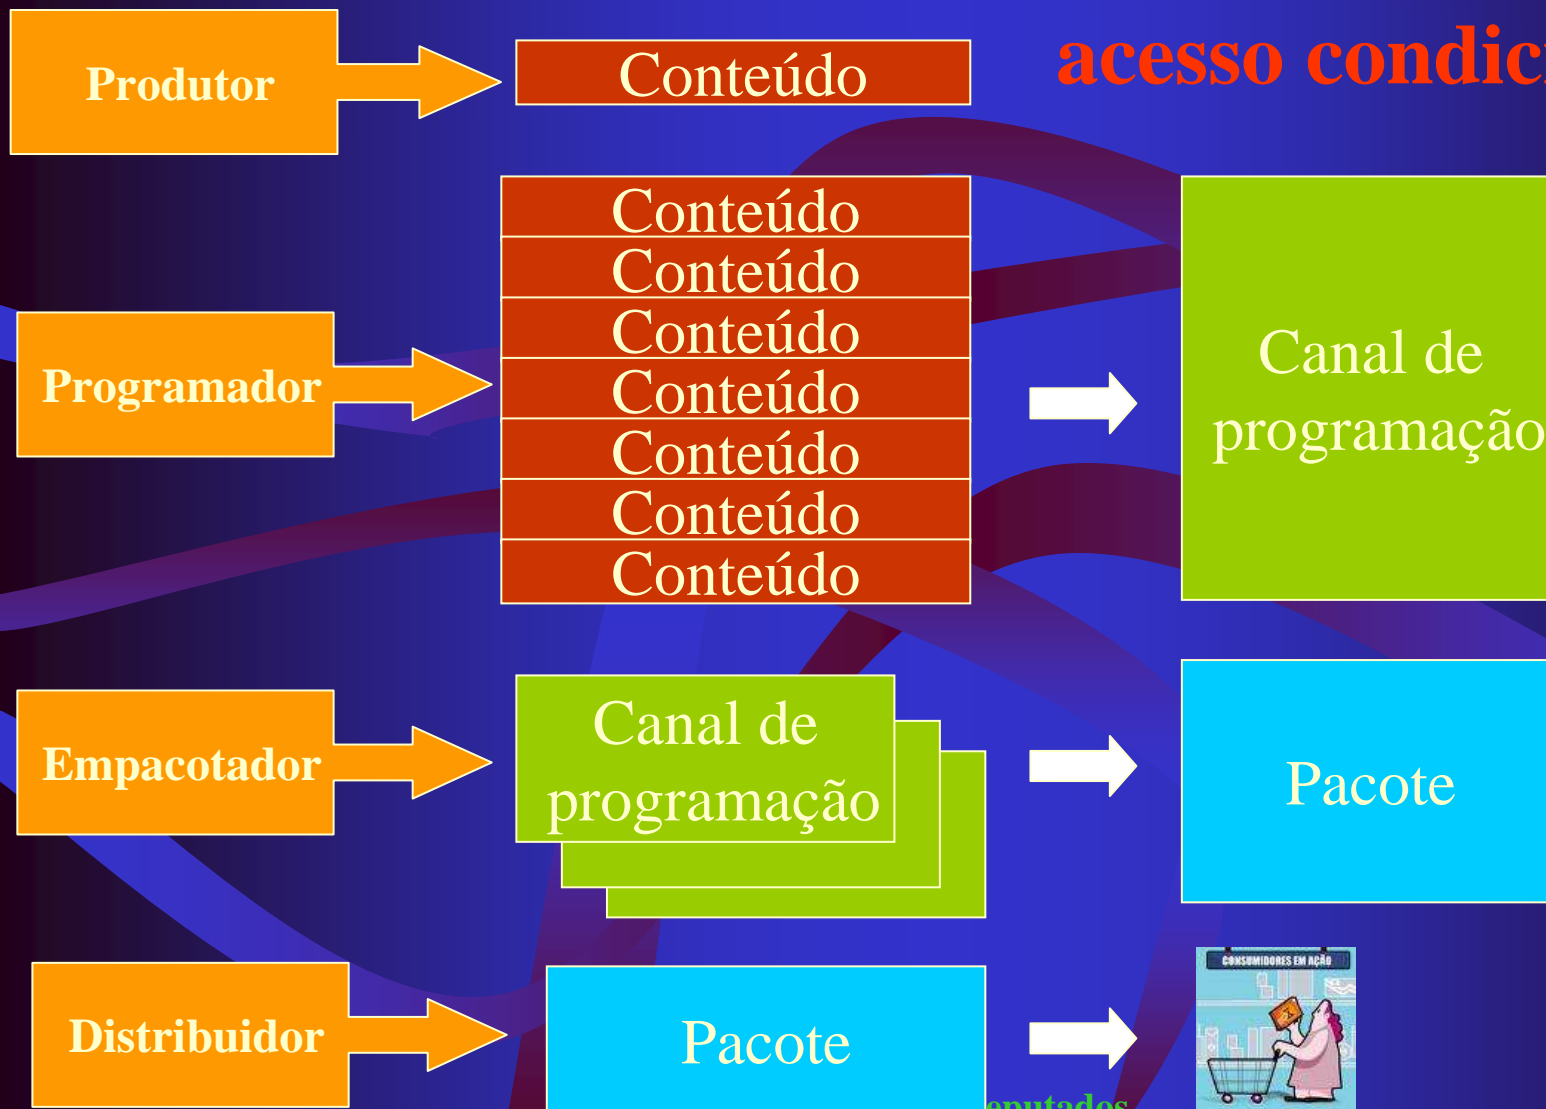 Produtor
Conteúdo
acesso
Conteúdo
Conteúdo
Conteúdo
Conteúdo
Conteúdo
Conteúdo
Conteúdo
Programador
Canal de
programação
Empacotador
Canal de
programação
Pacote
Distribuidor
Pacote
CONSUMIDORES EM AÇÃO